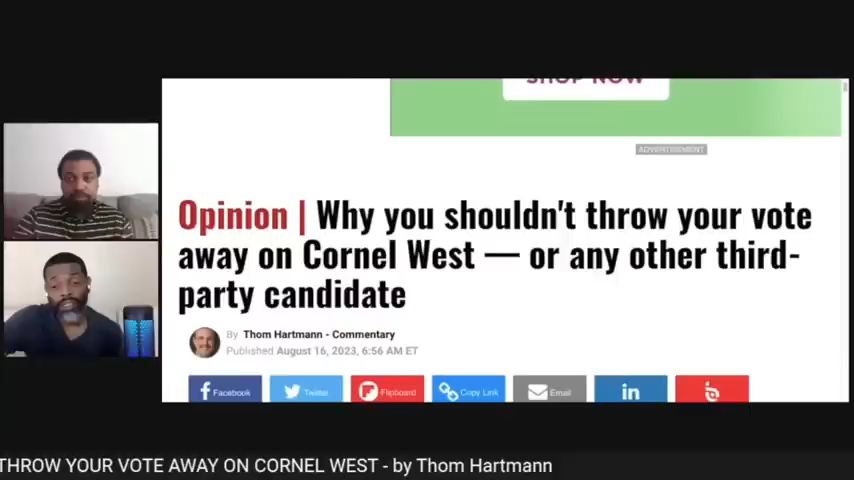 SHOP NOW
ADVERTISEMENT
Opinion | Why you shouldn't throw your vote
away on Cornel West — or any other third-
party candidate
By Thom Hartmann - Commentary
Published August 16, 2023, 6:56 AM ET
Facebook Twitter Flipboard Copy Link Email in
THROW YOUR VOTE AWAY ON CORNEL WEST - by Thom Hartmann